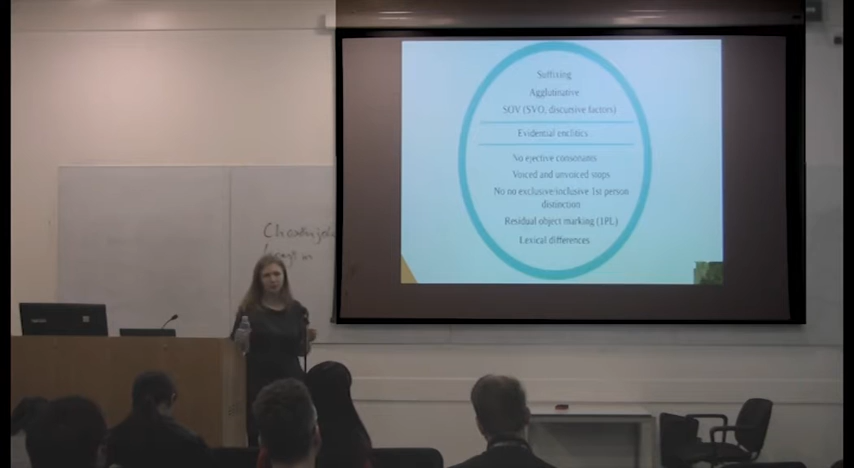 Suffixing
Agglutinative
SOV (SVO, discursive factors)
Evidential enclitics
No ejective consonants
Voiced and unvoiced stops
No no exclusive/inclusive 1st person
distinction
Residual object marking (1PL)
Lexical differences